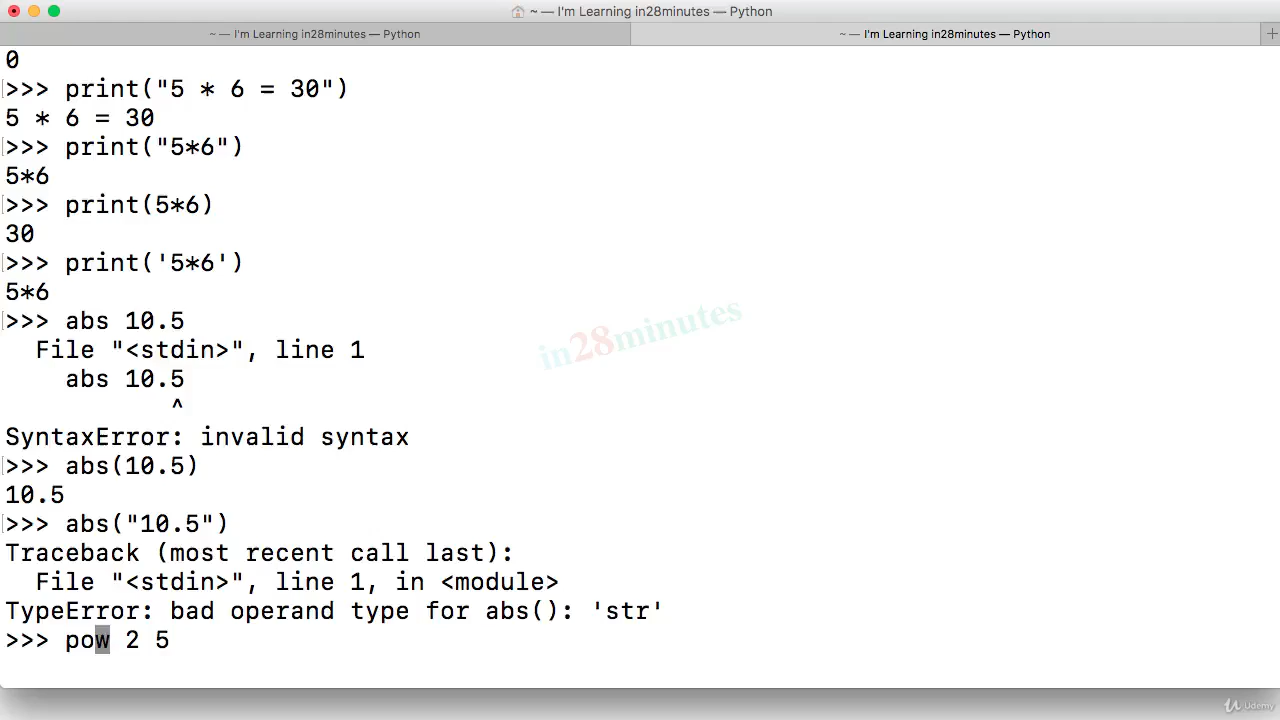 ~ — I'm Learning in28minutes — Python
~ — I'm Learning in28minutes — Python
~ — I'm Learning in28minutes — Python
0
>>> print("5 * 6 = 30")
5 * 6 = 30
>>> print("5*6")
5*6
>>> print(5*6)
30
>>> print('5*6')
5*6
>>> abs 10.5
  File "<stdin>", line 1
    abs 10.5
           ^
SyntaxError: invalid syntax
>>> abs(10.5)
10.5
>>> abs("10.5")
Traceback (most recent call last):
  File "<stdin>", line 1, in <module>
TypeError: bad operand type for abs(): 'str'
>>> pow 2 5
in28minutes
Udemy